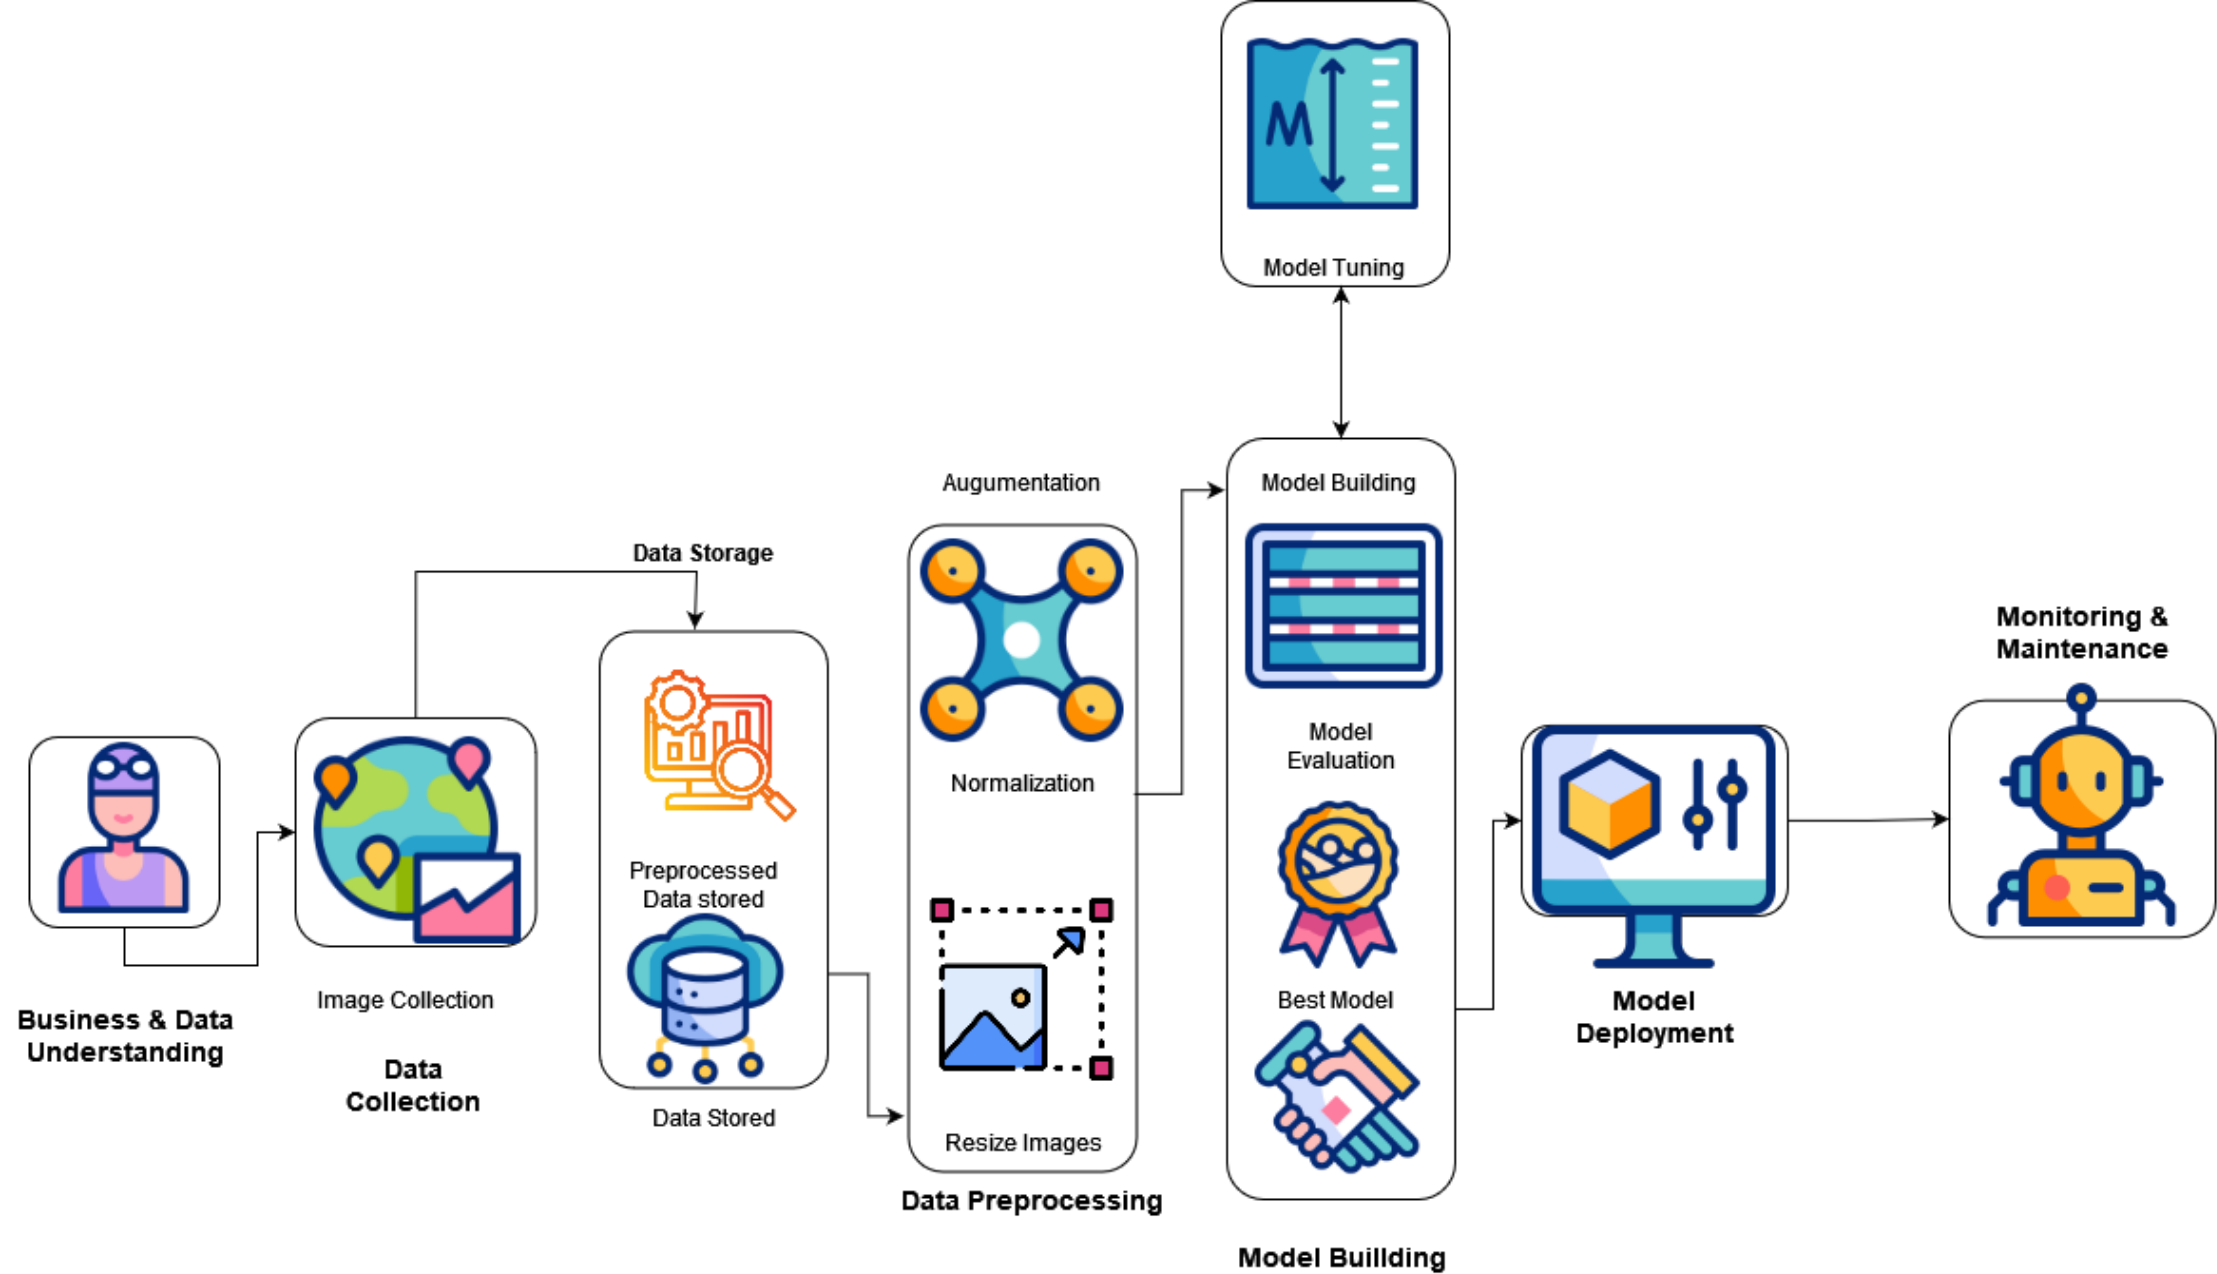 M
Model Tuning
Business & Data
Understanding
Image Collection
Data
Collection
Data Storage
Preprocessed
Data stored
Data Stored
Augumentation
Normalization
Resize Images
Data Preprocessing
Model Building
Model
Evaluation
Best Model
Model Buillding
Model
Deployment
Monitoring &
Maintenance